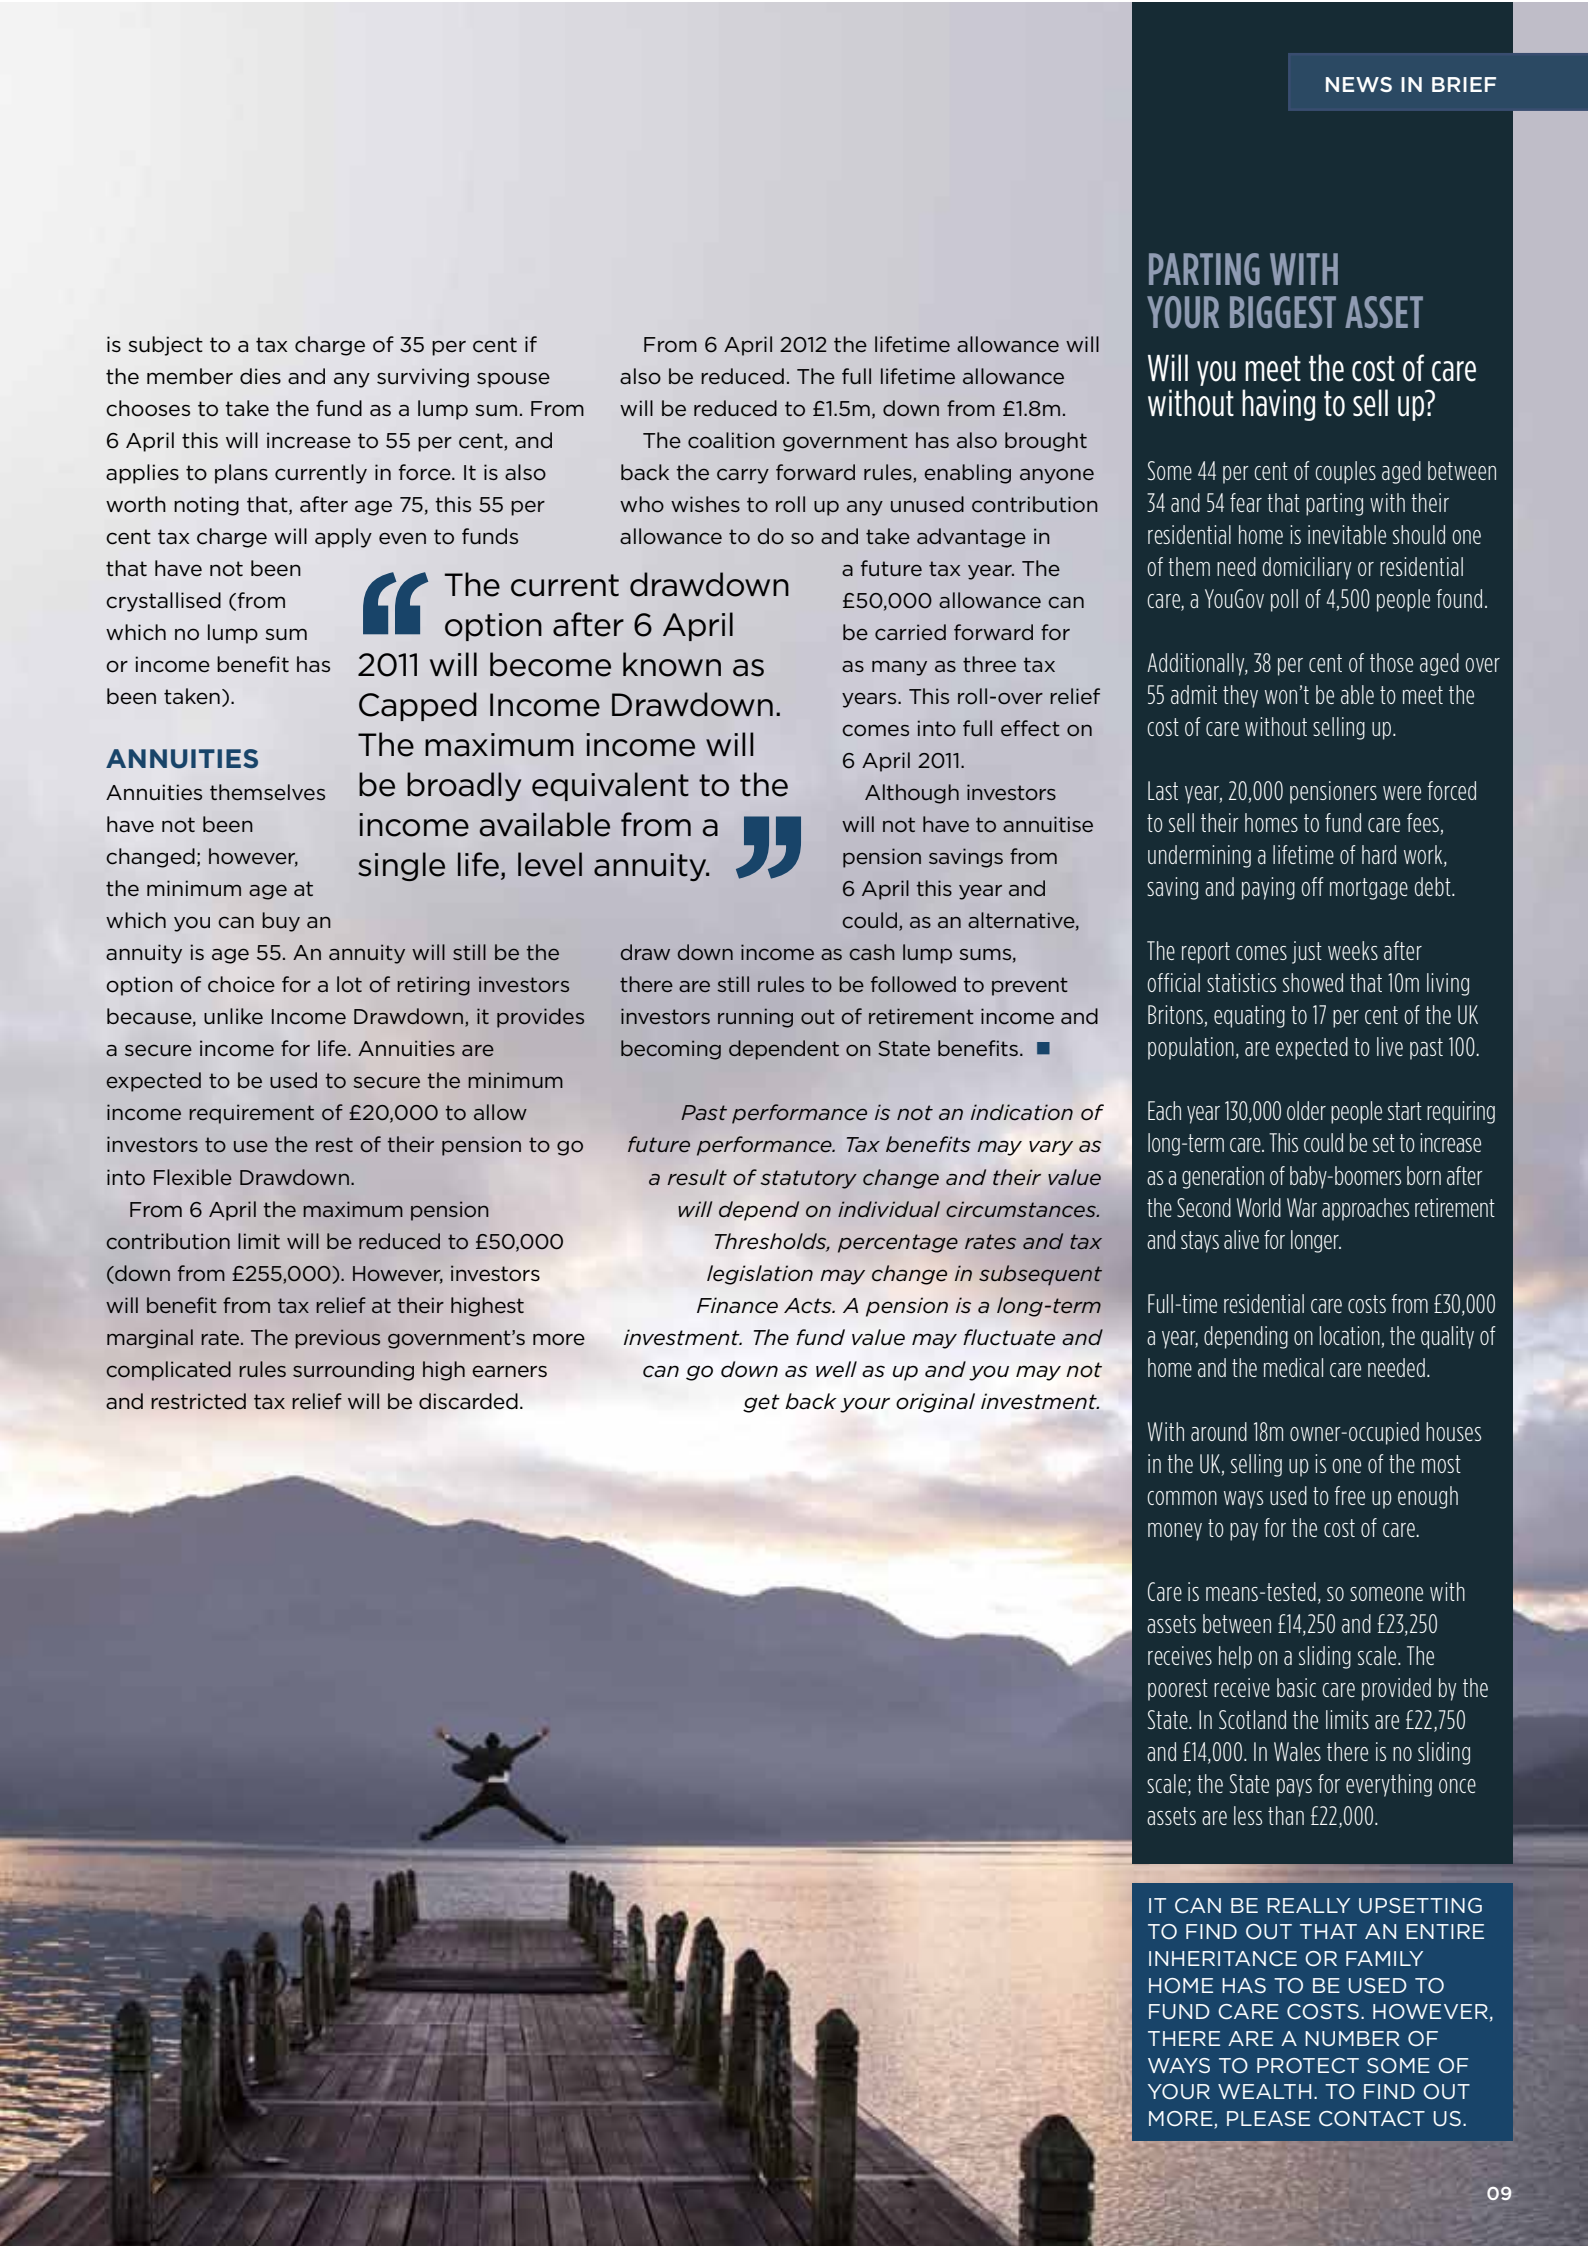 NEWS IN BRIEF
is subject to a tax charge of 35 per cent if
the member dies and any surviving spouse
chooses to take the fund as a lump sum. From
6 April this will increase to 55 per cent, and
applies to plans currently in force. It is also
worth noting that, after age 75, this 55 per
cent tax charge will apply even to funds
that have not been
crystallised (from
which no lump sum
or income benefit has
been taken).
ANNUITIES
Annuities themselves
have not been
changed; however,
the minimum age at
which you can buy an
annuity is age 55. An annuity will still be the
option of choice for a lot of retiring investors
because, unlike Income Drawdown, it provides
a secure income for life. Annuities are
expected to be used to secure the minimum
income requirement of £20,000 to allow
investors to use the rest of their pension to go
into Flexible Drawdown.
From 6 April the maximum pension
contribution limit will be reduced to £50,000
(down from £255,000). However, investors
will benefit from tax relief at their highest
marginal rate. The previous government’s more
complicated rules surrounding high earners
and restricted tax relief will be discarded.
“ The current drawdown
option after 6 April
2011 will become known as
Capped Income Drawdown.
The maximum income will
be broadly equivalent to the
income available from a
single life, level annuity. ”
From 6 April 2012 the lifetime allowance will
also be reduced. The full lifetime allowance
will be reduced to £1.5m, down from £1.8m.
The coalition government has also brought
back the carry forward rules, enabling anyone
who wishes to roll up any unused contribution
allowance to do so and take advantage in
a future tax year. The
£50,000 allowance can
be carried forward for
as many as three tax
years. This roll-over relief
comes into full effect on
6 April 2011.
Although investors
will not have to annuitise
pension savings from
6 April this year and
could, as an alternative,
draw down income as cash lump sums,
there are still rules to be followed to prevent
investors running out of retirement income and
becoming dependent on State benefits. ■
Past performance is not an indication of
future performance. Tax benefits may vary as
a result of statutory change and their value
will depend on individual circumstances.
Thresholds, percentage rates and tax
legislation may change in subsequent
Finance Acts. A pension is a long-term
investment. The fund value may fluctuate and
can go down as well as up and you may not
get back your original investment.
PARTING WITH
YOUR BIGGEST ASSET
Will you meet the cost of care
without having to sell up?
Some 44 per cent of couples aged between
34 and 54 fear that parting with their
residential home is inevitable should one
of them need domiciliary or residential
care, a YouGov poll of 4,500 people found.
Additionally, 38 per cent of those aged over
55 admit they won’t be able to meet the
cost of care without selling up.
Last year, 20,000 pensioners were forced
to sell their homes to fund care fees,
undermining a lifetime of hard work,
saving and paying off mortgage debt.
The report comes just weeks after
official statistics showed that 10m living
Britons, equating to 17 per cent of the UK
population, are expected to live past 100.
Each year 130,000 older people start requiring
long-term care. This could be set to increase
as a generation of baby-boomers born after
the Second World War approaches retirement
and stays alive for longer.
Full-time residential care costs from £30,000
a year, depending on location, the quality of
home and the medical care needed.
With around 18m owner-occupied houses
in the UK, selling up is one of the most
common ways used to free up enough
money to pay for the cost of care.
Care is means-tested, so someone with
assets between £14,250 and £23,250
receives help on a sliding scale. The
poorest receive basic care provided by the
State. In Scotland the limits are £22,750
and £14,000. In Wales there is no sliding
scale; the State pays for everything once
assets are less than £22,000.
IT CAN BE REALLY UPSETTING
TO FIND OUT THAT AN ENTIRE
INHERITANCE OR FAMILY
HOME HAS TO BE USED TO
FUND CARE COSTS. HOWEVER,
THERE ARE A NUMBER OF
WAYS TO PROTECT SOME OF
YOUR WEALTH. TO FIND OUT
MORE, PLEASE CONTACT US.
09